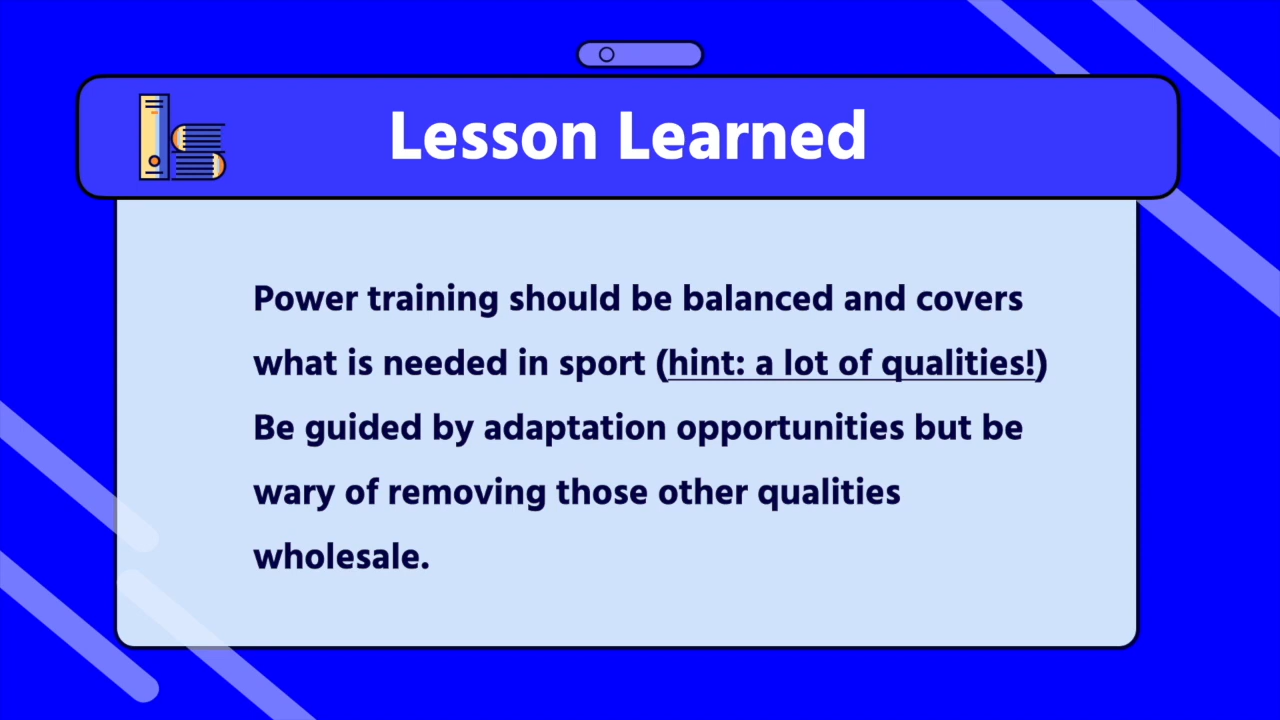 Lesson Learned
Power training should be balanced and covers
what is needed in sport (hint: a lot of qualities!)
Be guided by adaptation opportunities but be
wary of removing those other qualities
wholesale.